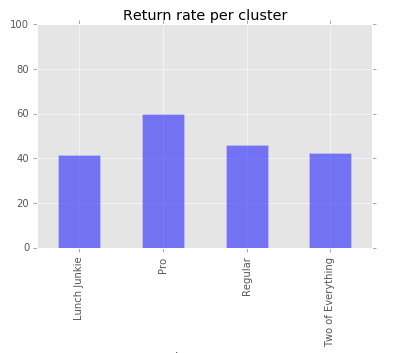 Return rate per cluster
100
80
60
40
20
0
Lunch Junkie
Pro
Regular
Two of Everything